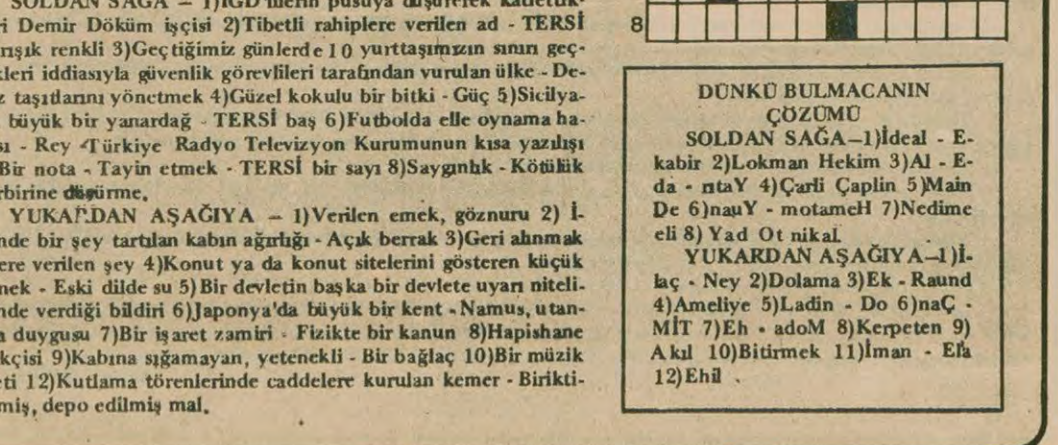 SOLDAN SAĞA — 1)İGD'lilerin pusuya düşürerek katlettik-
i Demir Döküm işçisi 2)Tibetli rahiplere verilen ad - TERSİ
rışık renkli 3)Geçtiğimiz günlerde 10 yurttaşımızın sınırı geç-
kleri iddiasıyla güvenlik görevlileri tarafından vurulan ülke - De-
z taşıtlarını yönetmek 4)Güzel kokulu bir bitki - Güç 5)Sicilya-
büyük bir yanardağ - TERSİ baş 6)Futbolda elle oynama ha-
sı - Rey - Türkiye Radyo Televizyon Kurumunun kısa yazılışı
Bir nota - Tayin etmek - TERSİ bir sayı 8)Saygınlık - Kötülük
rbirine düşürme.
YUKARDAN AŞAĞIYA — 1)Verilen emek, göznuru 2) İ-
nde bir şey tartılan kabın ağırlığı - Açık berrak 3)Geri alınmak
ere verilen şey 4)Konut ya da konut sitelerini gösteren küçük
nek - Eski dilde su 5)Bir devletin başka bir devlete uyarı niteli-
nde verdiği bildiri 6)Japonya'da büyük bir kent - Namus, utan-
a duygusu 7)Bir işaret zamiri - Fizikte bir kanun 8)Hapishane
kçisi 9)Kabına sığamayan, yetenekli - Bir bağlaç 10)Bir müzik
eti 12)Kutlama törenlerinde caddelere kurulan kemer - Birikti-
miş, depo edilmiş mal.
8
DÜNKÜ BULMACANIN
ÇÖZÜMÜ
SOLDAN SAĞA—1)İdeal - E-
kabir 2)Lokman Hekim 3)Al - E-
da - ntaY 4)Çarli Çaplin 5)Main
De 6)nauY - motameH 7)Nedime
eli 8) Yad Ot nikal
YUKARDAN AŞAĞIYA—1)İ-
laç - Ney 2)Dolama 3)Ek - Raund
4)Ameliye 5)Ladin - Do 6)naÇ -
MİT 7)Eh - adoM 8)Kerpeten 9)
Akıl 10)Bitirmek 11)İman - Efa
12)Ehil .